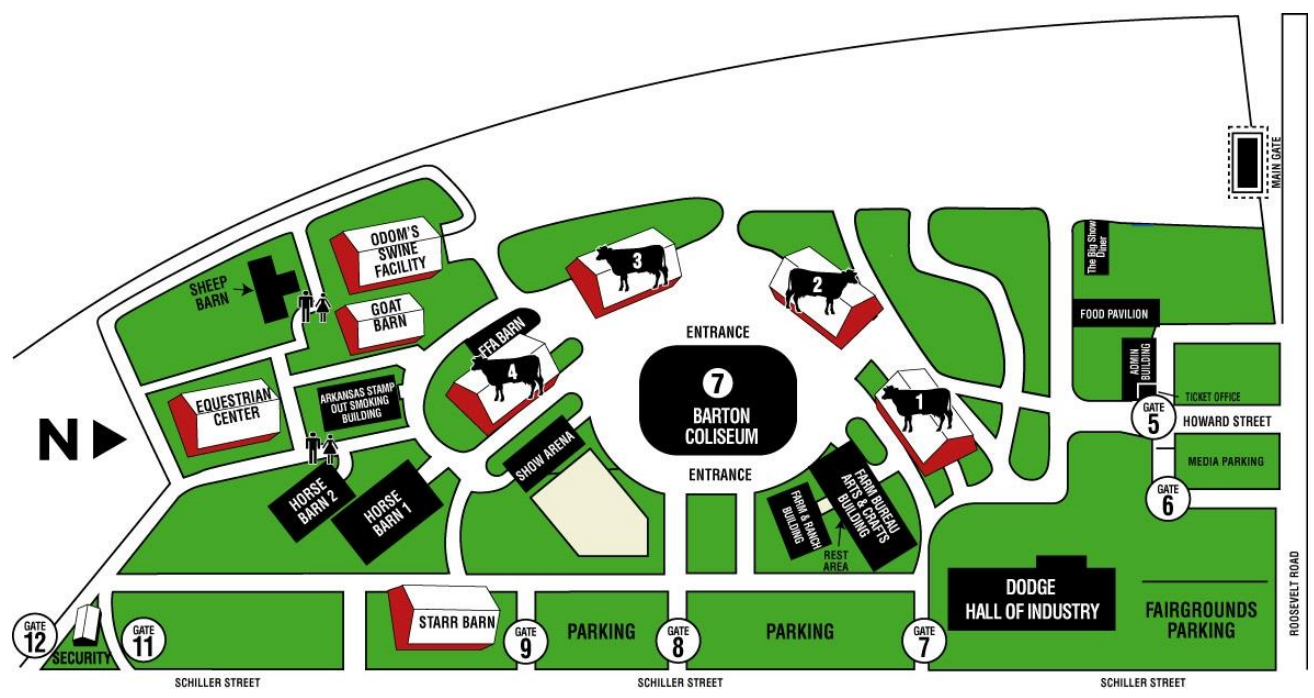 MAIN GATE
ROOSEVELT ROAD
ODOM'S
SWINE
FACILITY
SHEEP
BARN
GOAT
BARN
3
2
The Big Show
Diner
FOOD PAVILION
ENTRANCE
FFA BARN
4
7
BARTON
COLISEUM
ENTRANCE
1
ADMIN
BUILDING
TICKET OFFICE
GATE
5
HOWARD STREET
EQUESTRIAN
CENTER
ARKANSAS STAMP
OUT SMOKING
BUILDING
N
SHOW ARENA
HORSE
BARN 2
HORSE
BARN 1
FARM & RANCH
BUILDING
FARM BUREAU
ARTS & CRAFTS
BUILDING
REST
AREA
MEDIA PARKING
GATE
6
DODGE
HALL OF INDUSTRY
FAIRGROUNDS
PARKING
GATE
12
SECURITY
GATE
11
STARR BARN
GATE
9
PARKING
GATE
8
PARKING
GATE
7
SCHILLER STREET
SCHILLER STREET
SCHILLER STREET